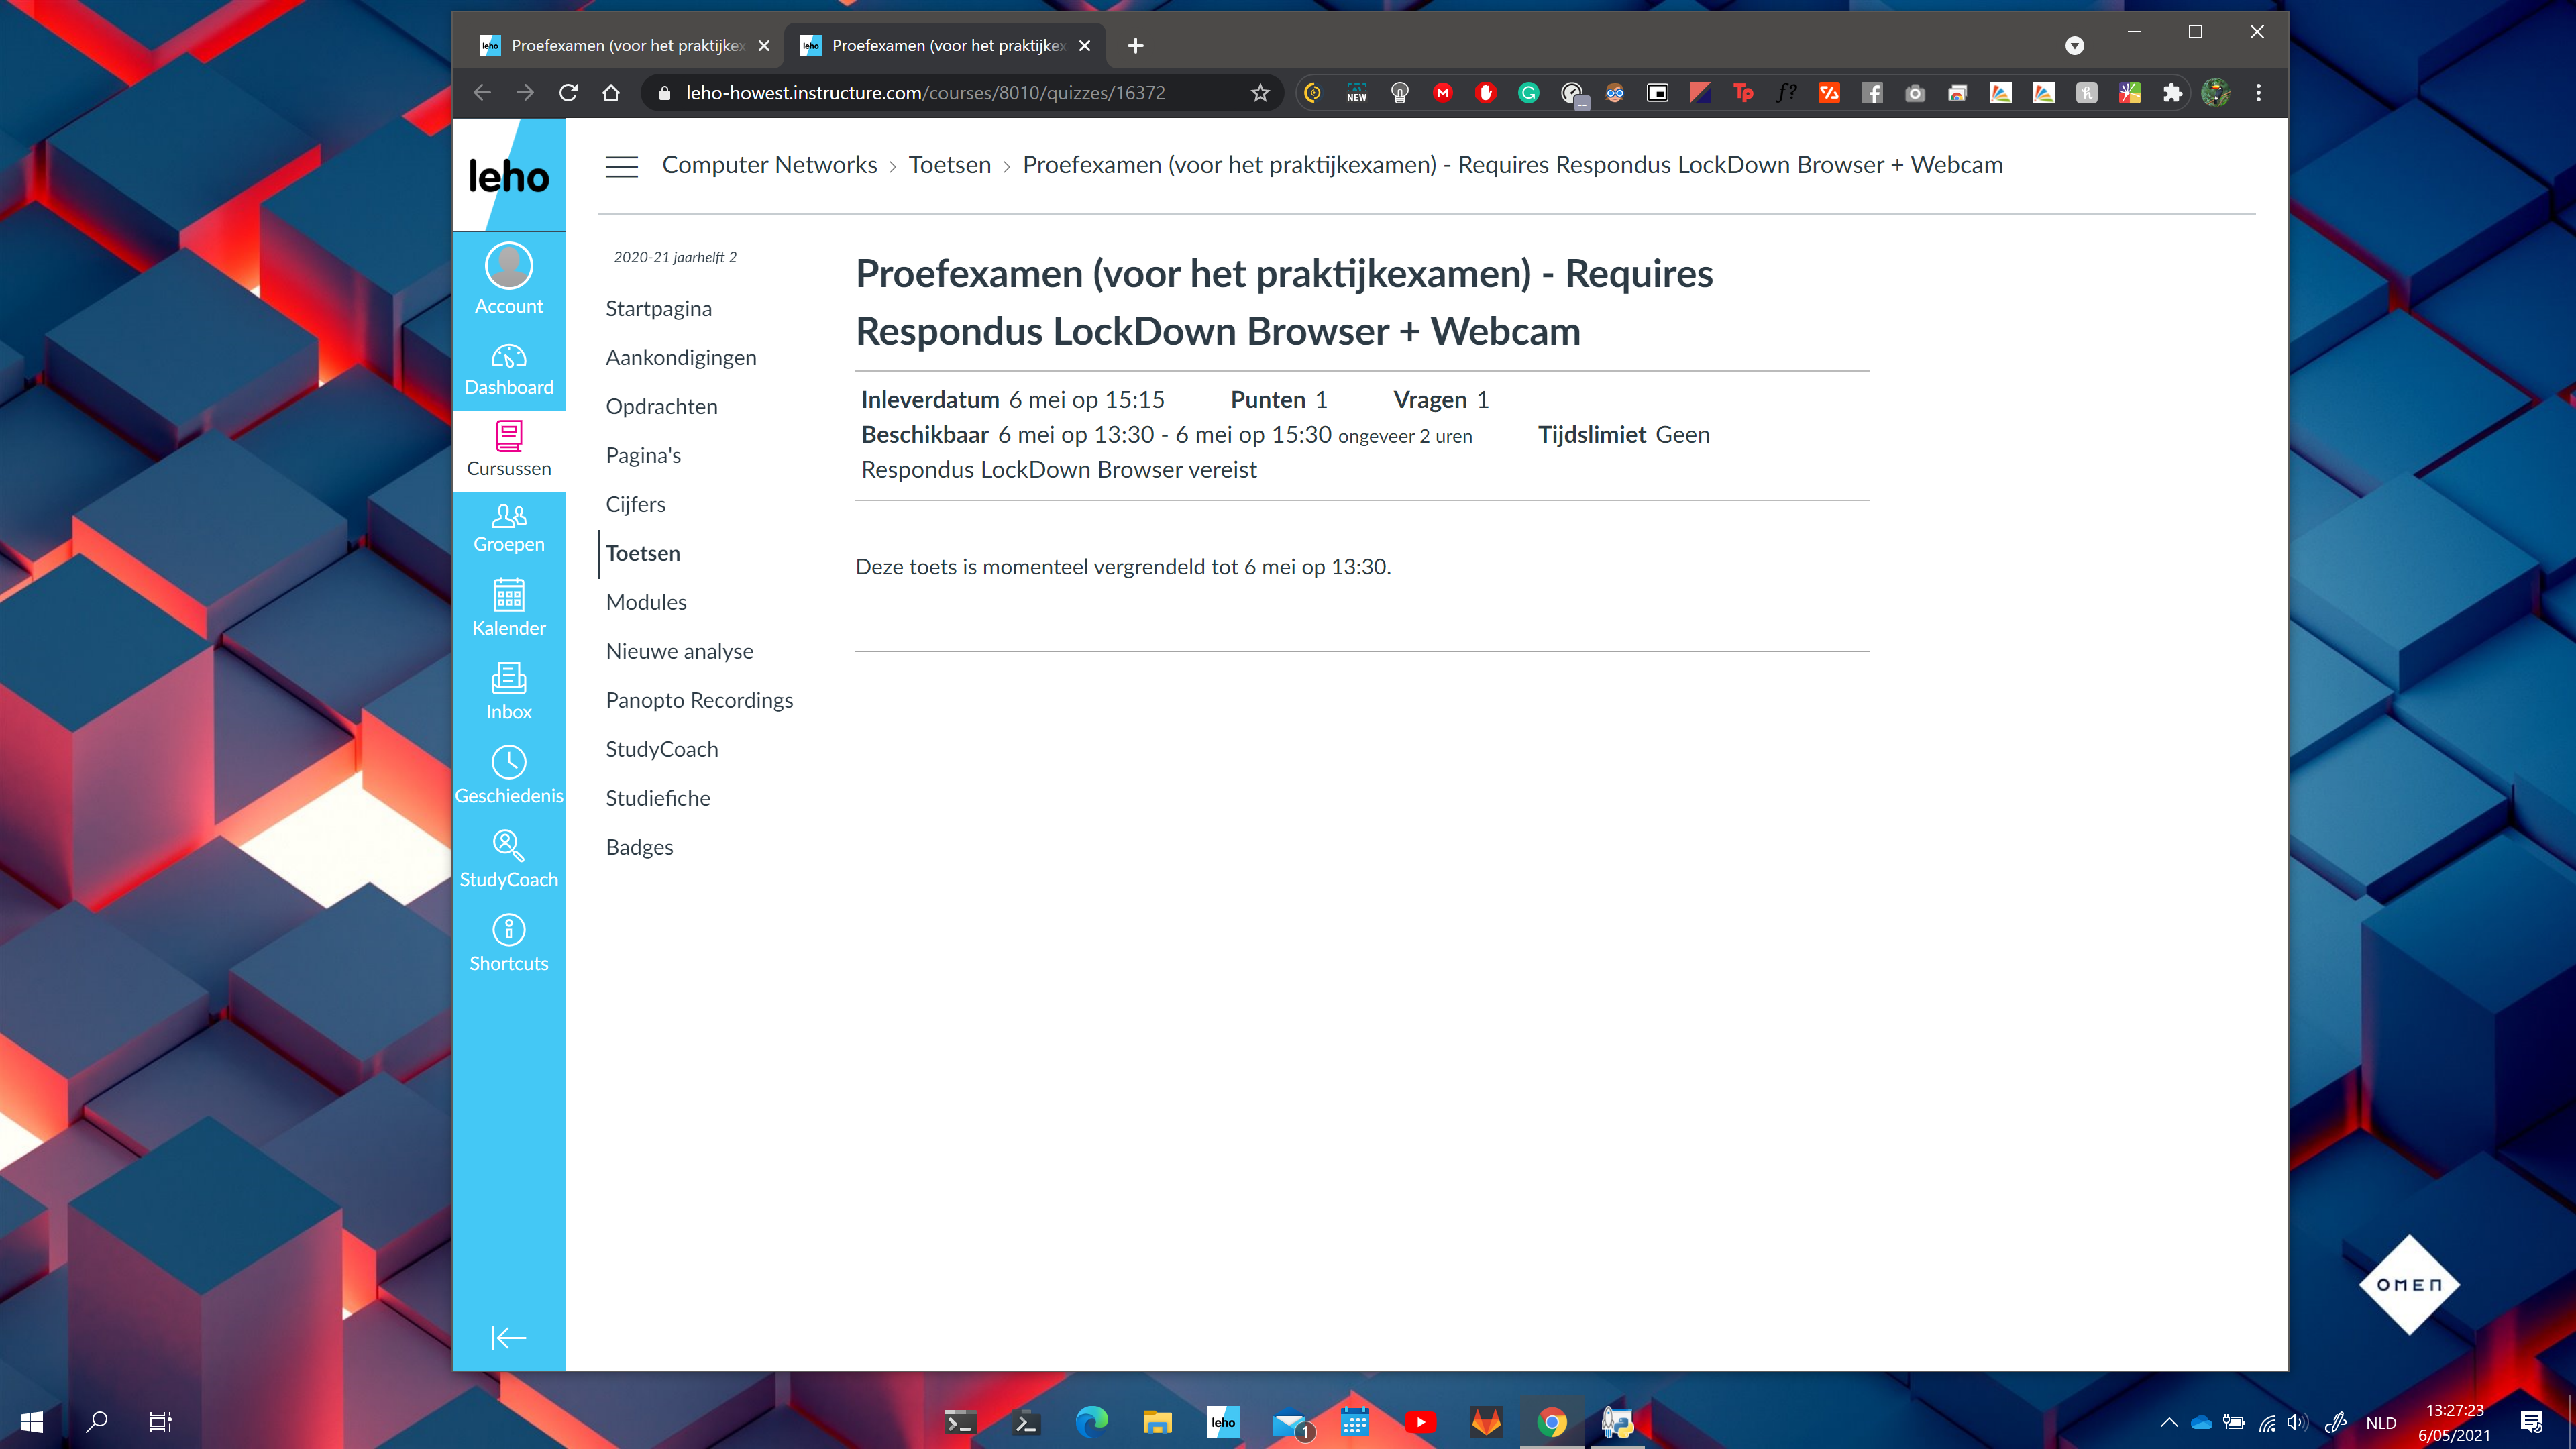 Proefexamen (voor het praktijkex
Proefexamen (voor het praktijkex
leho-howest.instructure.com/courses/8010/quizzes/16372
NEW
leho
Computer Networks > Toetsen > Proefexamen (voor het praktijkexamen) - Requires Respondus LockDown Browser + Webcam
Account
Dashboard
Cursussen
Groepen
Kalender
Inbox
Geschiedenis
StudyCoach
Shortcuts
2020-21 jaarhelft 2
Startpagina
Aankondigingen
Opdrachten
Pagina's
Cijfers
Toetsen
Modules
Nieuwe analyse
Panopto Recordings
StudyCoach
Studiefiche
Badges
Proefexamen (voor het praktijkexamen) - Requires
Respondus LockDown Browser + Webcam
Inleverdatum 6 mei op 15:15 Punten 1 Vragen 1
Beschikbaar 6 mei op 13:30 - 6 mei op 15:30 ongeveer 2 uren Tijdslimiet Geen
Respondus LockDown Browser vereist
Deze toets is momenteel vergrendeld tot 6 mei op 13:30.
OMEN
leho
1
NLD
13:27:23
6/05/2021